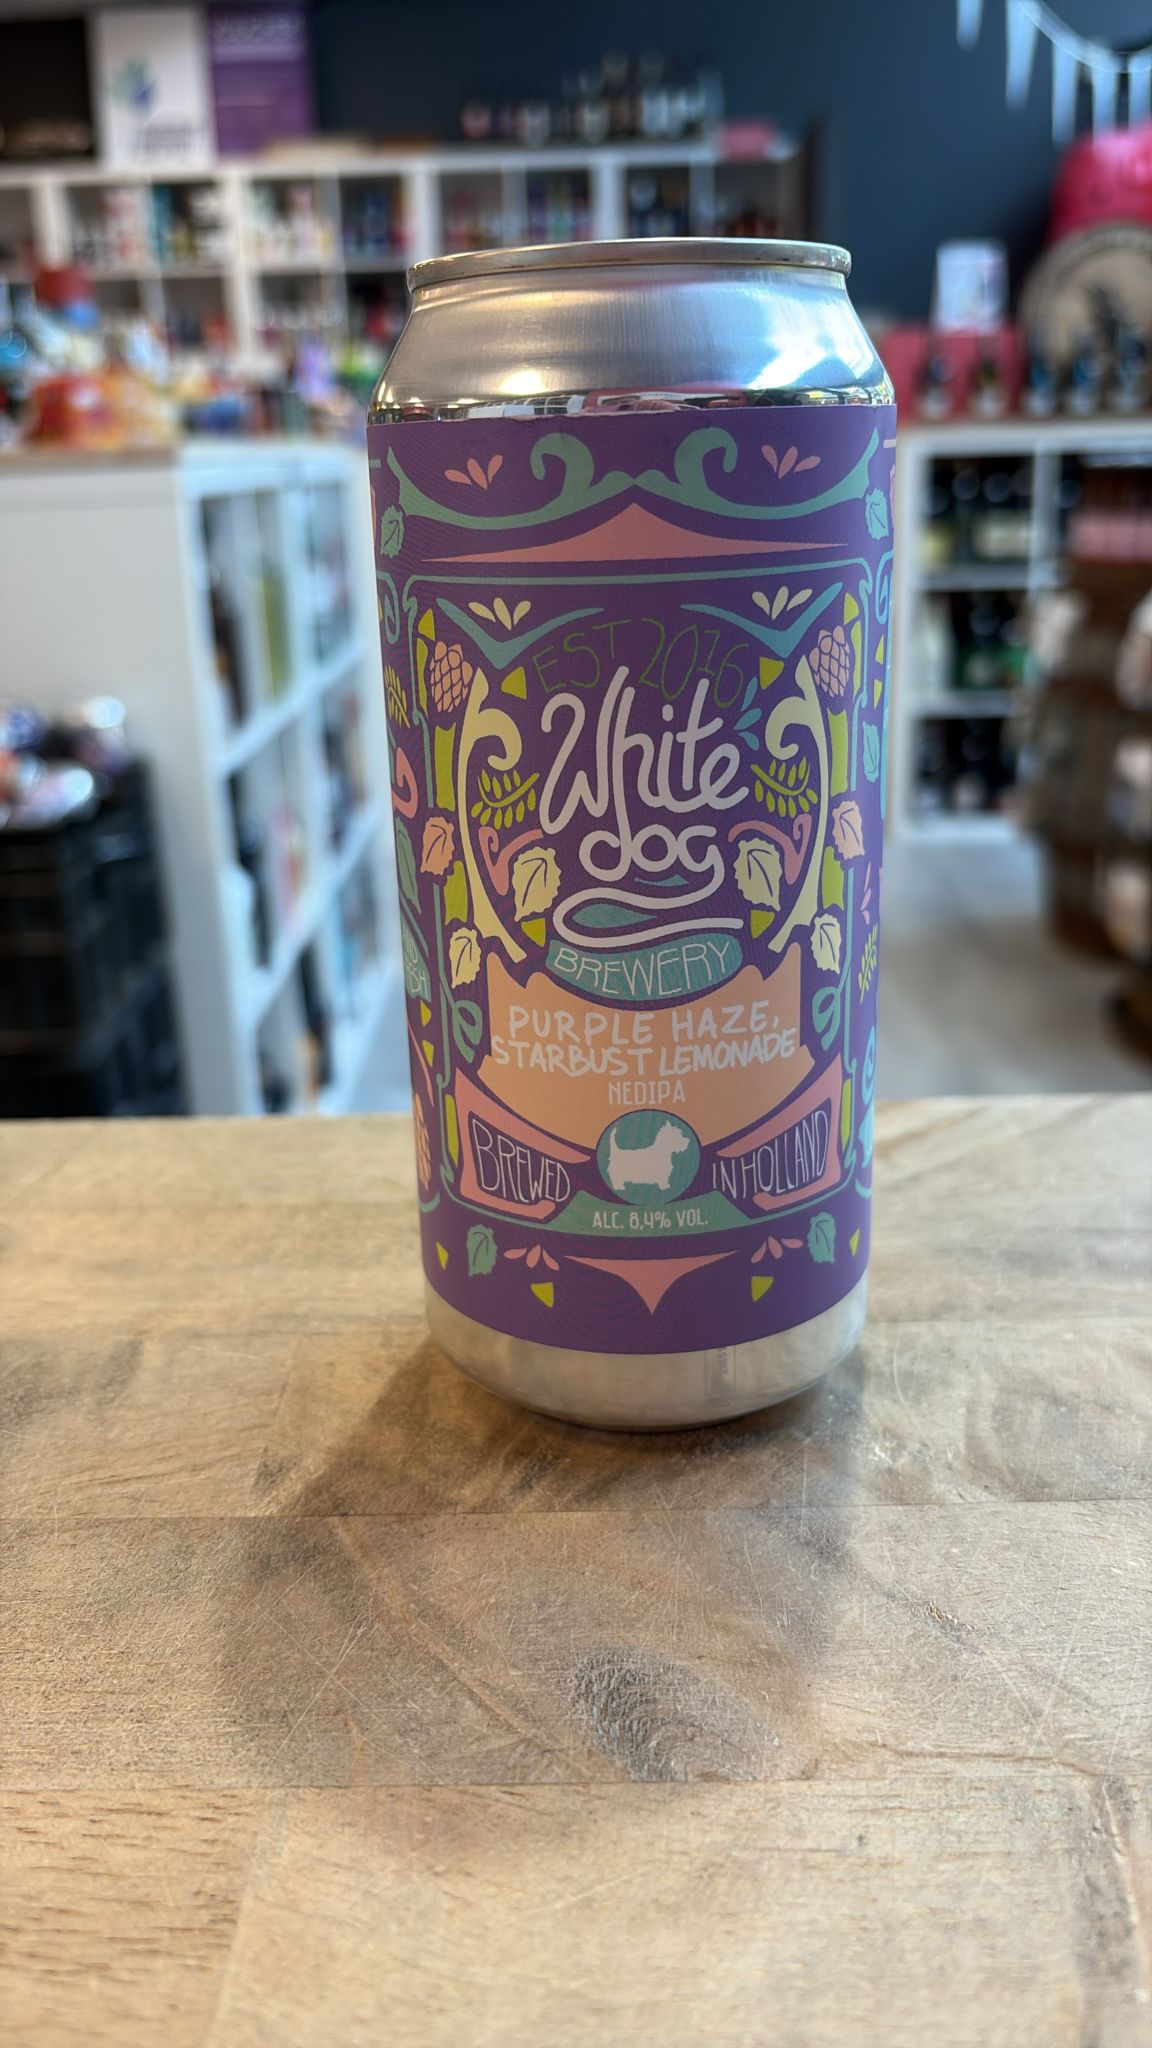 EST 2016
White
dog
BREWERY
PURPLE HAZE,
STARBUST LEMONADE
NEDIPA
BREWED
IN HOLLAND
ALC. 8,4% VOL.